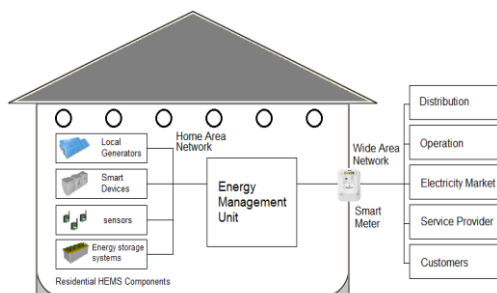 Local
Generators
Smart
Devices
sensors
Energy storage
systems
Residential HEMS Components
Home Area
Network
Energy
Management
Unit
Wide Area
Network
Smart
Meter
Distribution
Operation
Electricity Market
Service Provider
Customers